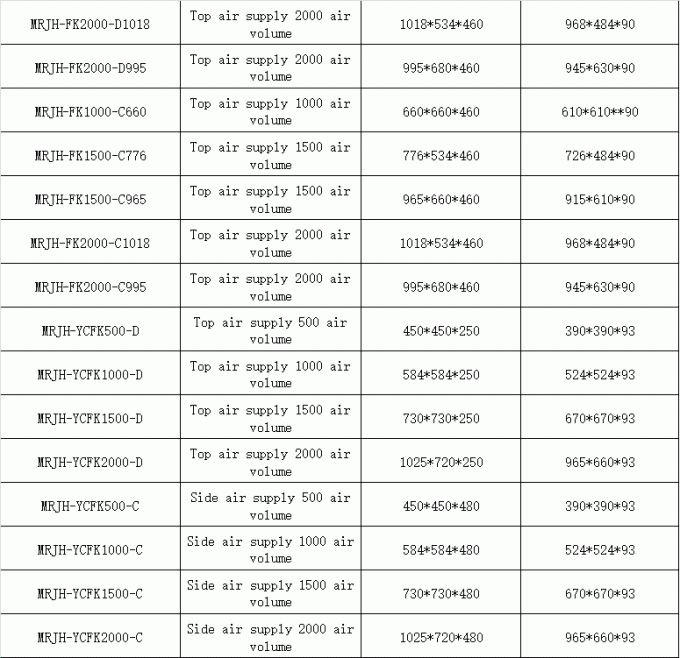 MRJH-FK2000-D1018 Top air supply 2000 air volume 1018*534*460 968*484*90
MRJH-FK2000-D995 Top air supply 2000 air volume 995*680*460 945*630*90
MRJH-FK1000-C660 Top air supply 1000 air volume 660*660*460 610*610**90
MRJH-FK1500-C776 Top air supply 1500 air volume 776*534*460 726*484*90
MRJH-FK1500-C965 Top air supply 1500 air volume 965*660*460 915*610*90
MRJH-FK2000-C1018 Top air supply 2000 air volume 1018*534*460 968*484*90
MRJH-FK2000-C995 Top air supply 2000 air volume 995*680*460 945*630*90
MRJH-YCFK500-D Top air supply 500 air volume 450*450*250 390*390*93
MRJH-YCFK1000-D Top air supply 1000 air volume 584*584*250 524*524*93
MRJH-YCFK1500-D Top air supply 1500 air volume 730*730*250 670*670*93
MRJH-YCFK2000-D Top air supply 2000 air volume 1025*720*250 965*660*93
MRJH-YCFK500-C Side air supply 500 air volume 450*450*480 390*390*93
MRJH-YCFK1000-C Side air supply 1000 air volume 584*584*480 524*524*93
MRJH-YCFK1500-C Side air supply 1500 air volume 730*730*480 670*670*93
MRJH-YCFK2000-C Side air supply 2000 air volume 1025*720*480 965*660*93